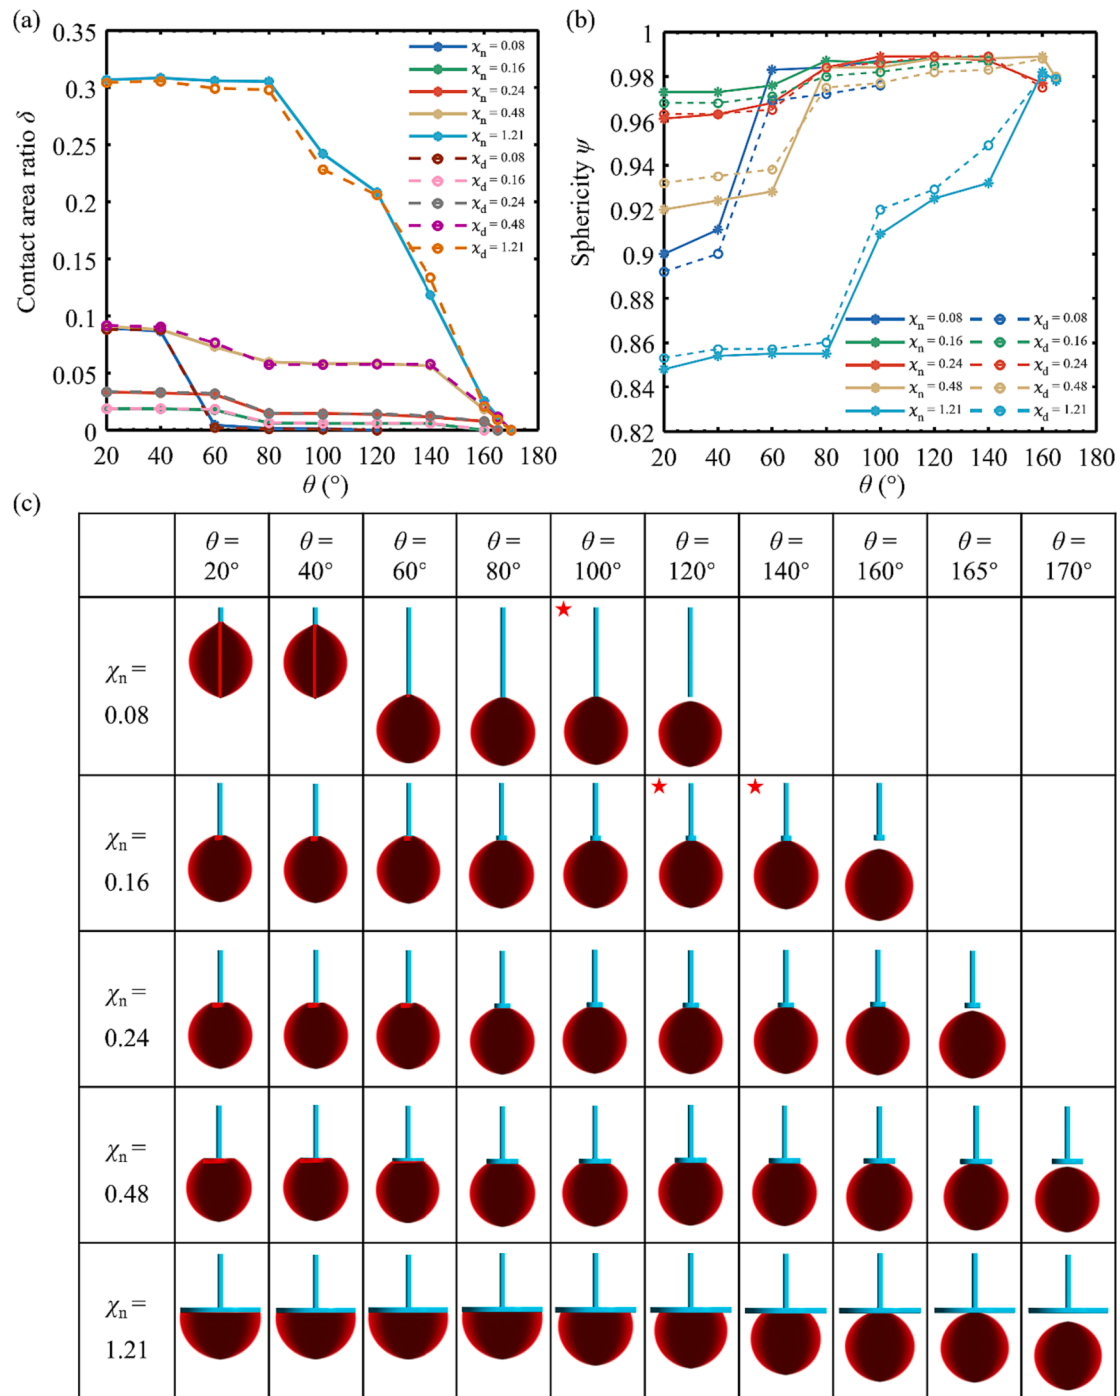 (a)
0.35
0.3
0.25
0.2
0.15
0.1
0.05
0
Contact area ratio δ
20 40 60 80 100 120 140 160 180
θ (°)
χn = 0.08
χn = 0.16
χn = 0.24
χn = 0.48
χn = 1.21
χd = 0.08
χd = 0.16
χd = 0.24
χd = 0.48
χd = 1.21
(b)
1
0.98
0.96
0.94
0.92
0.9
0.88
0.86
0.84
0.82
Sphericity ψ
20 40 60 80 100 120 140 160 180
θ (°)
χn = 0.08 χd = 0.08
χn = 0.16 χd = 0.16
χn = 0.24 χd = 0.24
χn = 0.48 χd = 0.48
χn = 1.21 χd = 1.21
(c)
θ = θ = θ = θ = θ = θ = θ = θ = θ = θ =
20° 40° 60° 80° 100° 120° 140° 160° 165° 170°
χn =
0.08
χn =
0.16
χn =
0.24
χn =
0.48
χn =
1.21